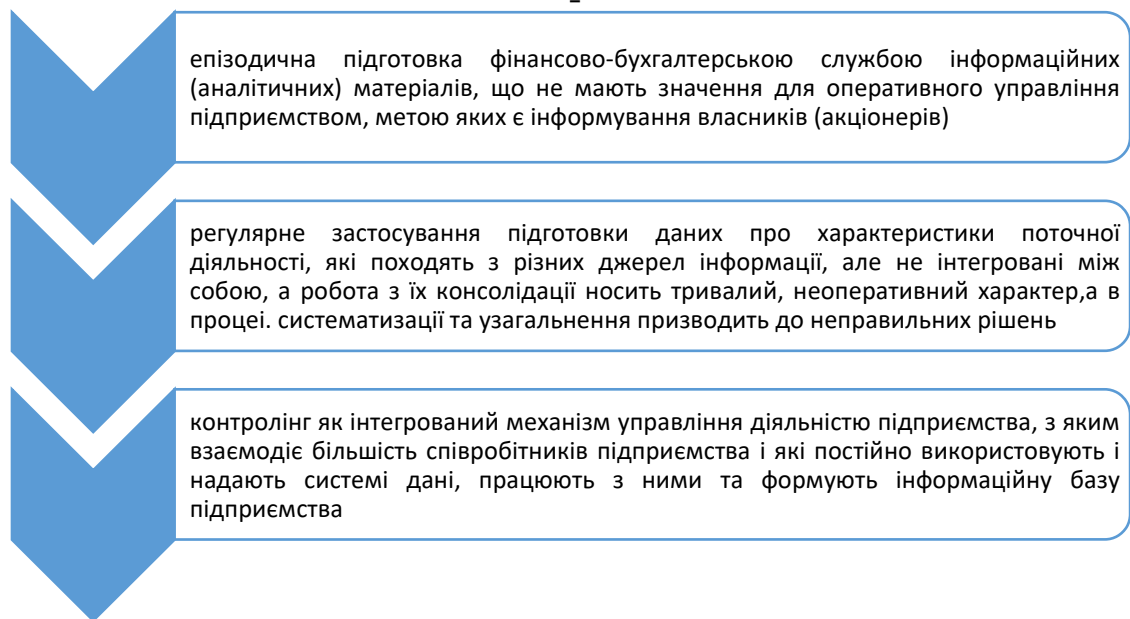 епізодична підготовка фінансово-бухгалтерською службою інформаційних
(аналітичних) матеріалів, що не мають значення для оперативного управління
підприємством, метою яких є інформування власників (акціонерів)
регулярне застосування підготовки даних про характеристики поточної
діяльності, які походять з різних джерел інформації, але не інтегровані між
собою, а робота з їх консолідації носить тривалий, неоперативний характер,а в
процеі. систематизації та узагальнення призводить до неправильних рішень
контролінг як інтегрований механізм управління діяльністю підприємства, з яким
взаємодіє більшість співробітників підприємства і які постійно використовують і
надають системі дані, працюють з ними та формують інформаційну базу
підприємства